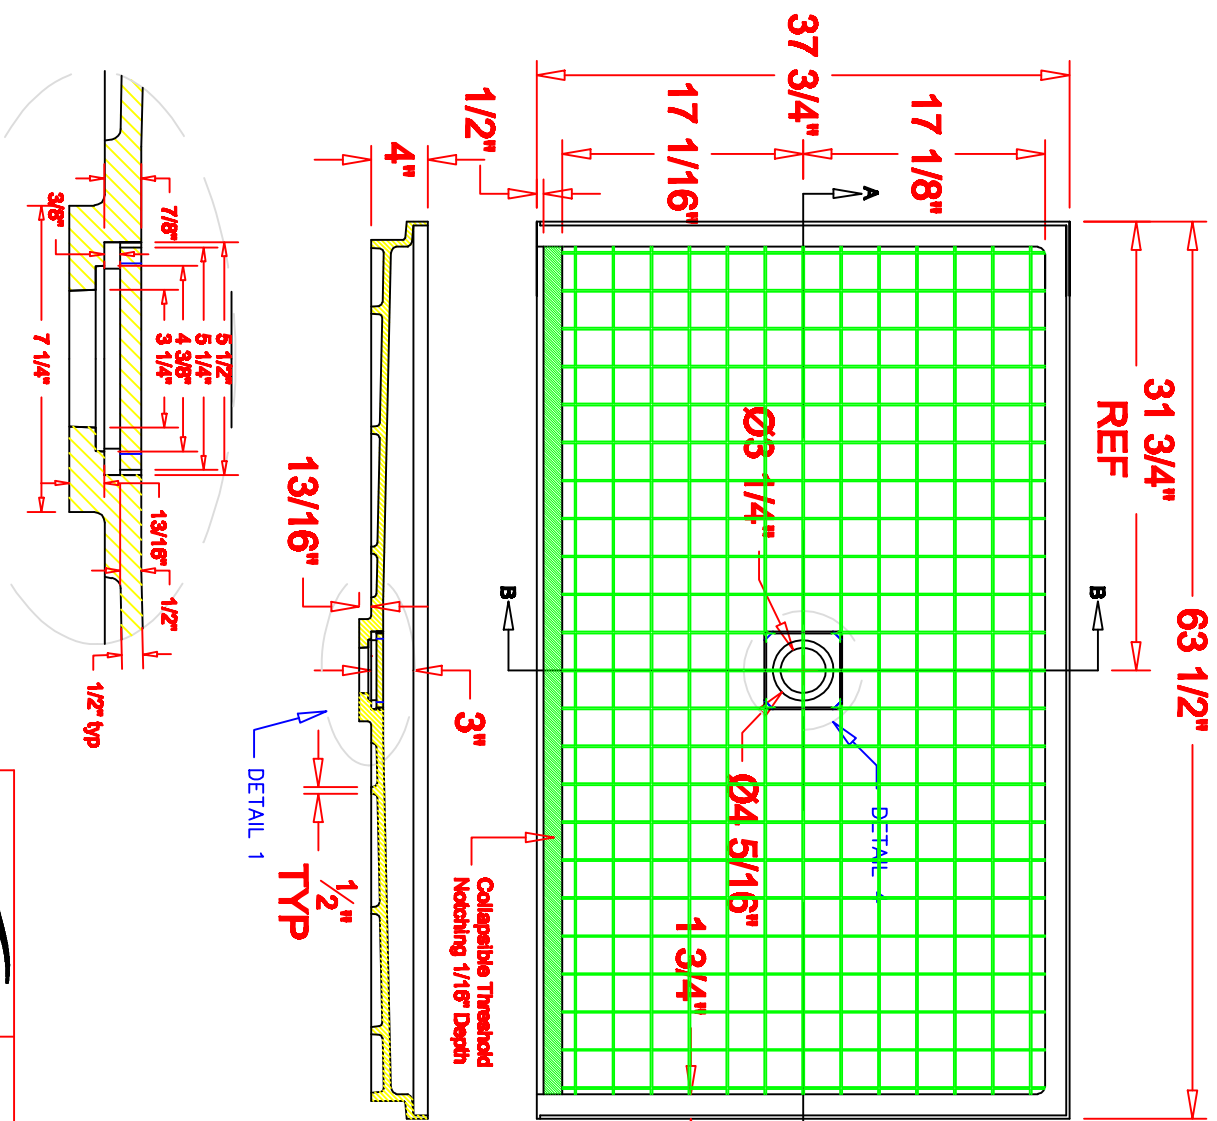 37 3/4"
17 1/16"
17 1/8"
1/2"
4"
A
31 3/4"
REF
63 1/2"
Ø3 1/4"
B
B
Ø4 5/16"
DETAIL
1 3/4"
Collapsible Threshold
Notching 1/16" Depth
13/16"
3"
DETAIL 1
1/2"
TYP
3/8"
7/8"
5 1/2"
5 1/4"
4 3/8"
3 1/4"
7 1/4"
13/16"
1/2"
1/2" typ